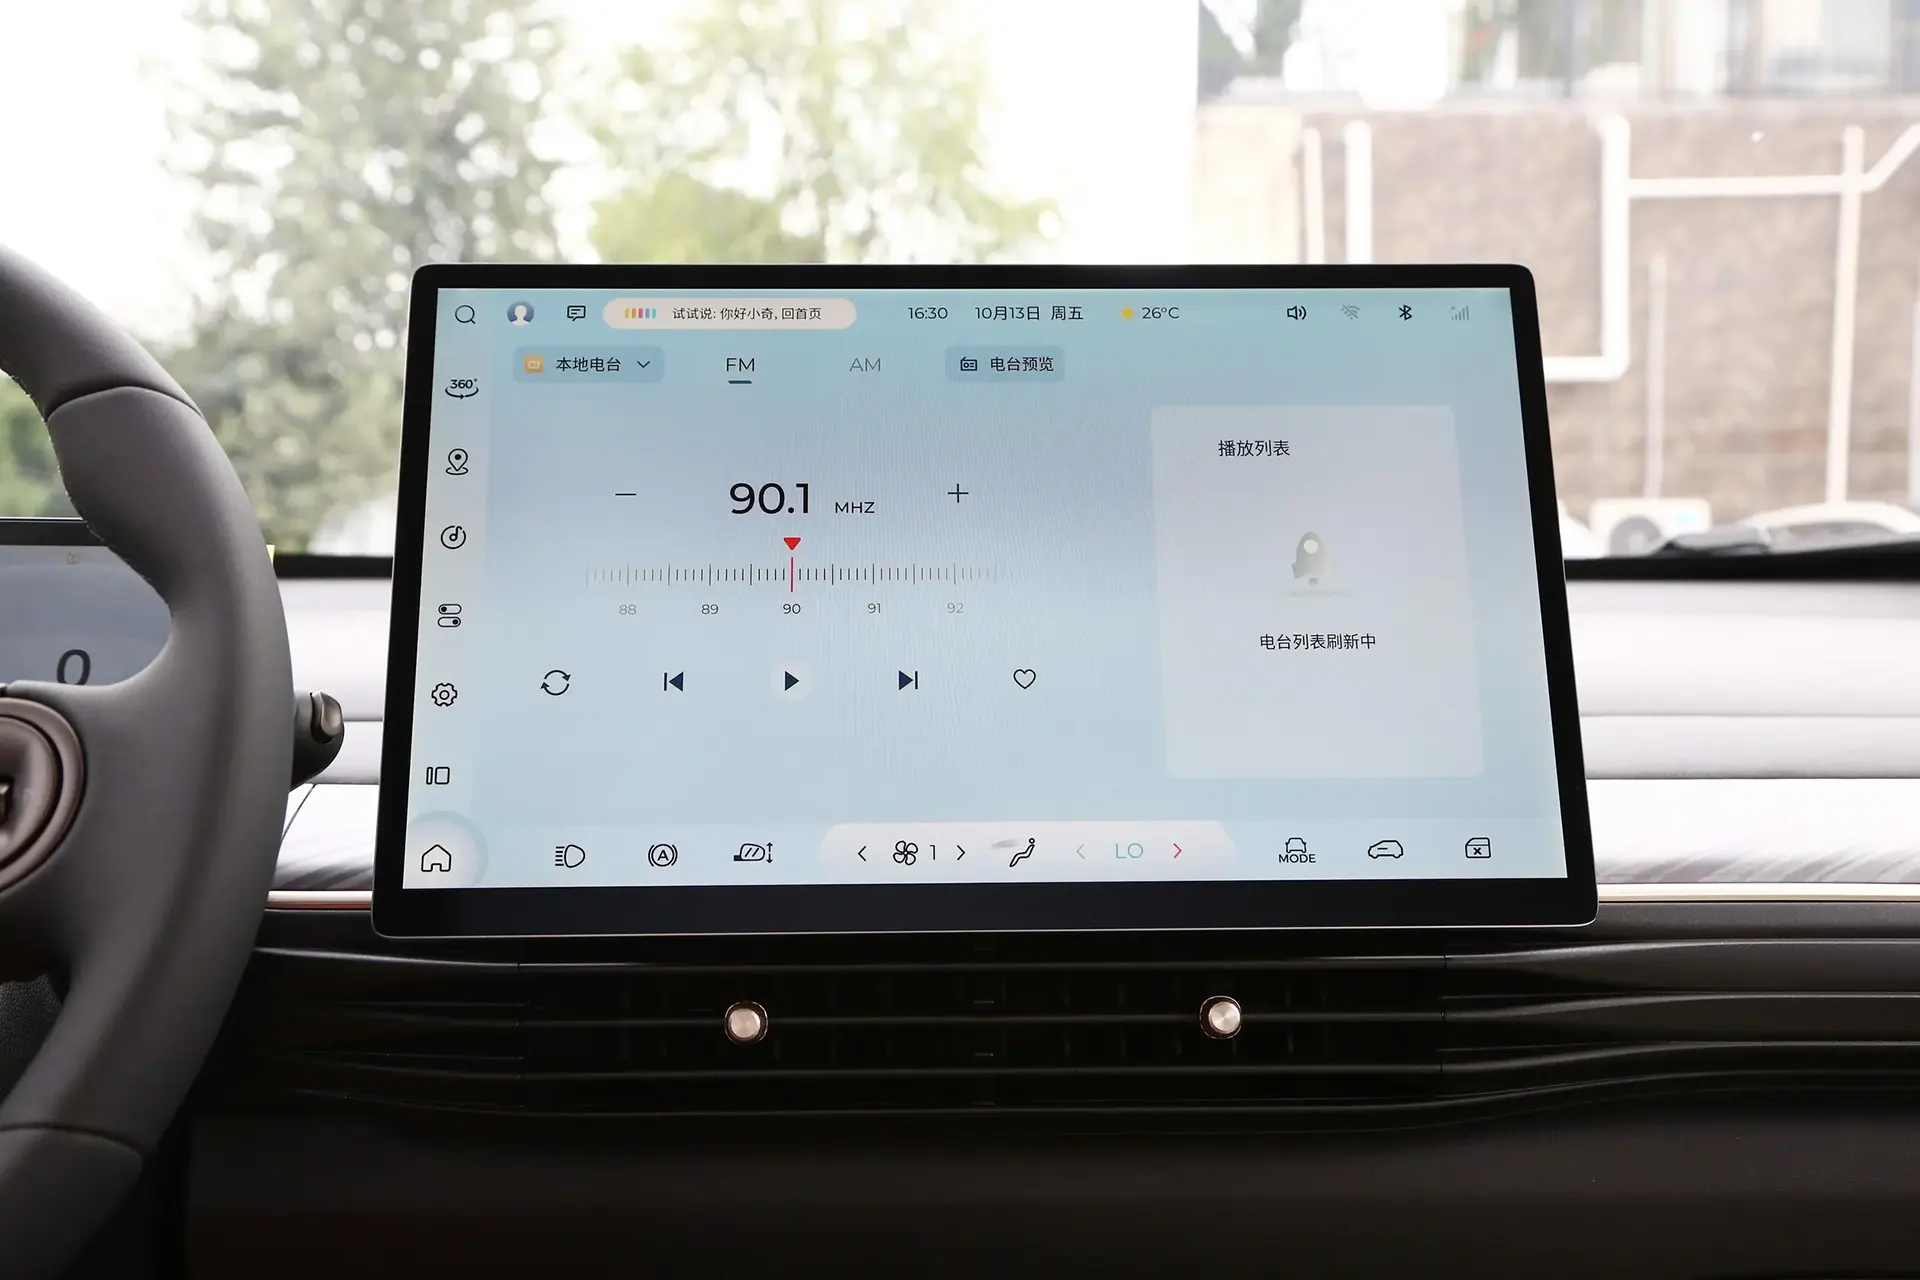 试试说: 你好小奇, 回首页
16:30 10月13日 周五 26°C
本地电台 FM AM 电台预览
360°
播放列表
90.1 MHZ
88 89 90 91 92
电台列表刷新中
0
A 1 LO MODE